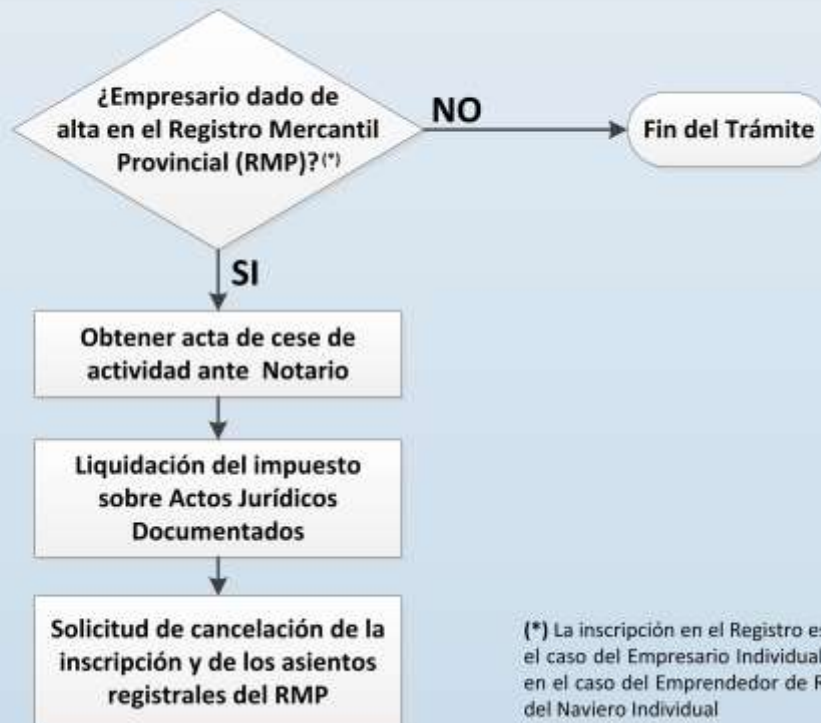 ¿Empresario dado de
alta en el Registro Mercantil
Provincial (RMP)?(*)
NO
Fin del Trámite
SI
Obtener acta de cese de
actividad ante Notario
Liquidación del impuesto
sobre Actos Jurídicos
Documentados
Solicitud de cancelación de la
inscripción y de los asientos
registrales del RMP
(*) La inscripción en el Registro
el caso del Empresario Individual
en el caso del Emprendedor de
del Naviero Individual